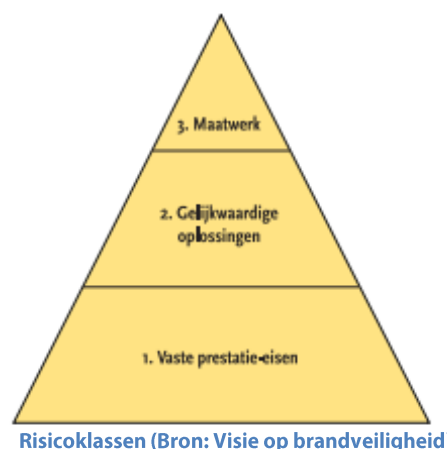 3. Maatwerk
2. Gelijkwaardige
oplossingen
1. Vaste prestatie-eisen
Risicoklassen (Bron: Visie op brandveiligheid